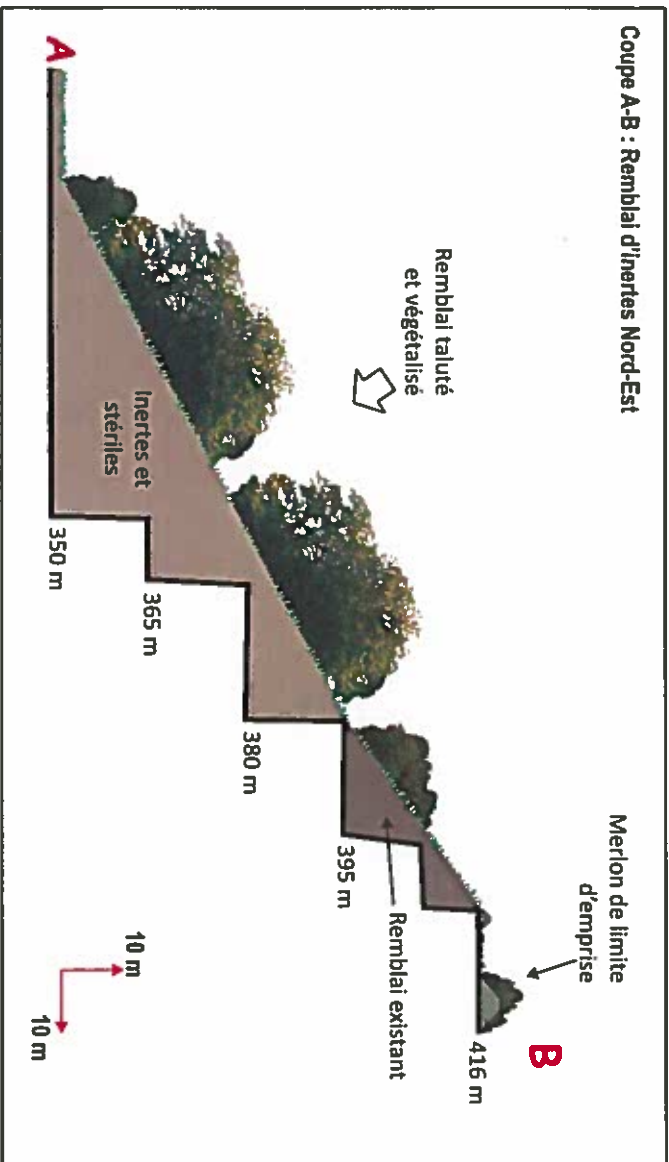 Coupe A-B : Remblai d'inertes Nord-Est
Merlon de limite
d'emprise
B
Remblai taluté
et végétalisé
416 m
Remblai existant
395 m
Inertes et
stériles
380 m
365 m
A
350 m
10 m
10 m